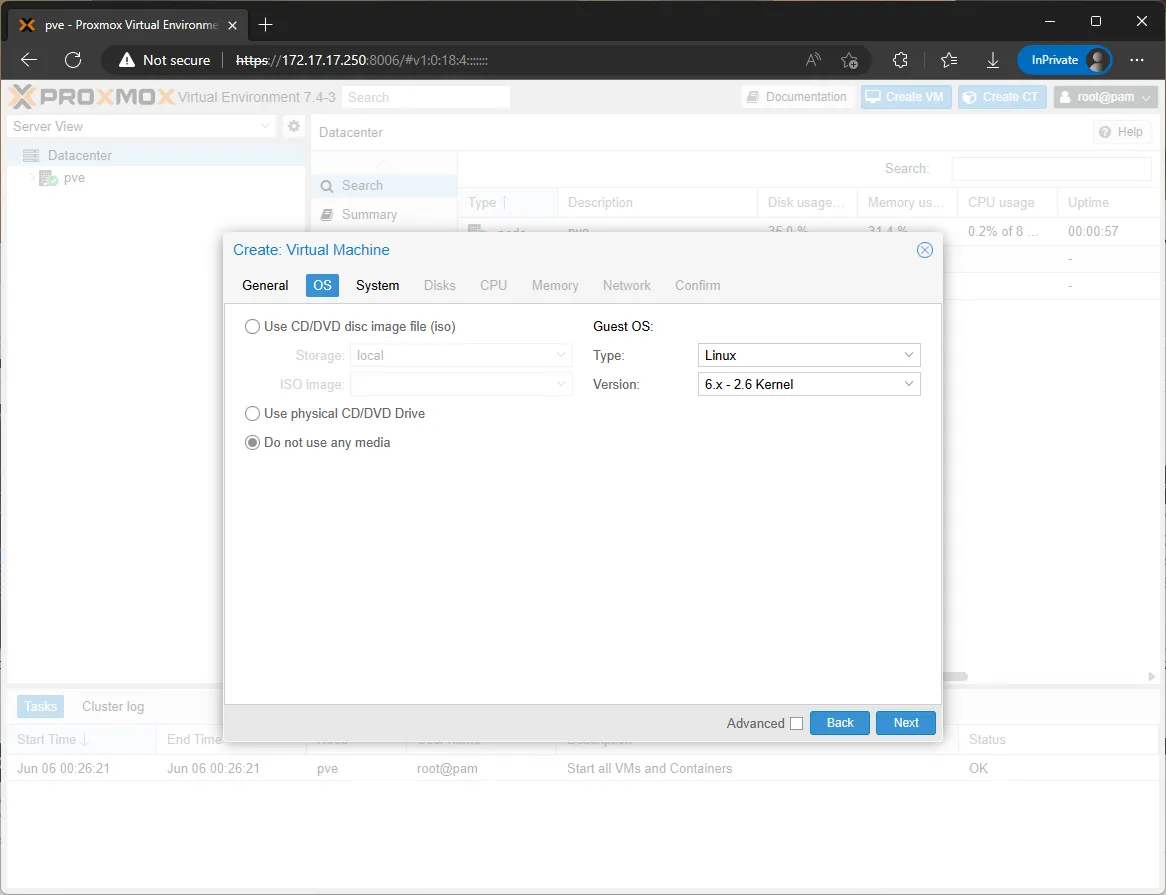 pve - Proxmox Virtual Environme
Not secure https://172.17.17.250:8006/#v1:0:18:4::::::: InPrivate
PROXMOX Virtual Environment 7.4-3 Search Documentation Create VM Create CT root@pam
Server View Datacenter Help
Datacenter Search:
pve Search Type Description Disk usage... Memory us... CPU usage Uptime
Summary
node pve 35.0 % 31.4 % 0.2% of 8 ... 00:00:57
-
-
Create: Virtual Machine
General OS System Disks CPU Memory Network Confirm
Use CD/DVD disc image file (iso) Guest OS:
Storage: local Type: Linux
ISO image: Version: 6.x - 2.6 Kernel
Use physical CD/DVD Drive
Do not use any media
Advanced Back Next
Tasks Cluster log
Start Time End Time Description Status
Jun 06 00:26:21 Jun 06 00:26:21 pve root@pam Start all VMs and Containers OK